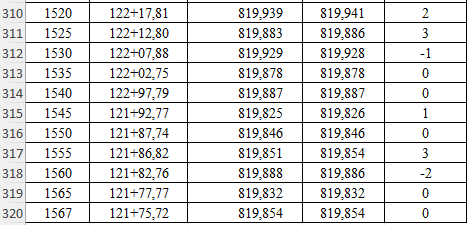 310 1520 122+17,81 819,939 819,941 2
311 1525 122+12,80 819,883 819,886 3
312 1530 122+07,88 819,929 819,928 -1
313 1535 122+02,75 819,878 819,878 0
314 1540 122+97,79 819,887 819,887 0
315 1545 121+92,77 819,825 819,826 1
316 1550 121+87,74 819,846 819,846 0
317 1555 121+86,82 819,851 819,854 3
318 1560 121+82,76 819,888 819,886 -2
319 1565 121+77,77 819,832 819,832 0
320 1567 121+75,72 819,854 819,854 0